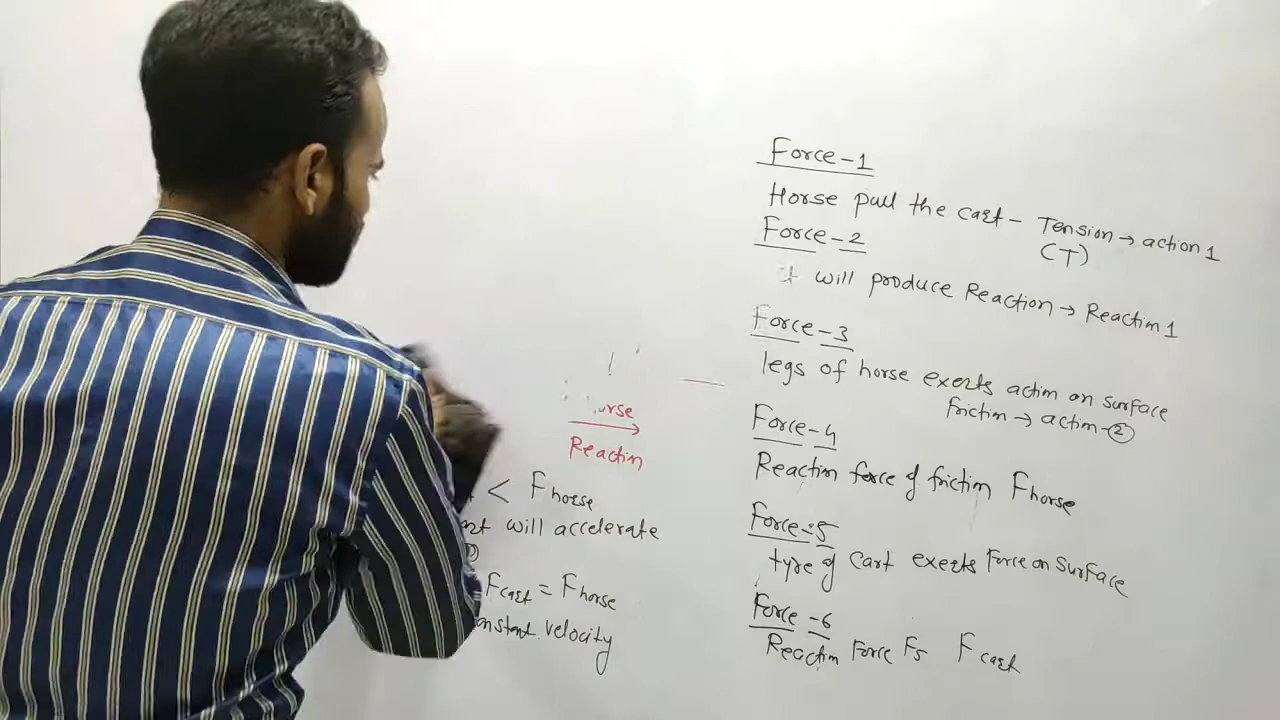 Force-1
Horse pull the cart - Tension → action 1
(T)
Force-2
it will produce Reaction → Reaction 1
Force-3
legs of horse exerts action on surface
friction → action-②
Force-4
Reaction force of friction Fhorse
Force-5
tyre of cart exerts Force on surface
Force-6
Reaction Force F5 Fcart
Reaction
< Fhorse
will accelerate
Fcart = Fhorse
velocity